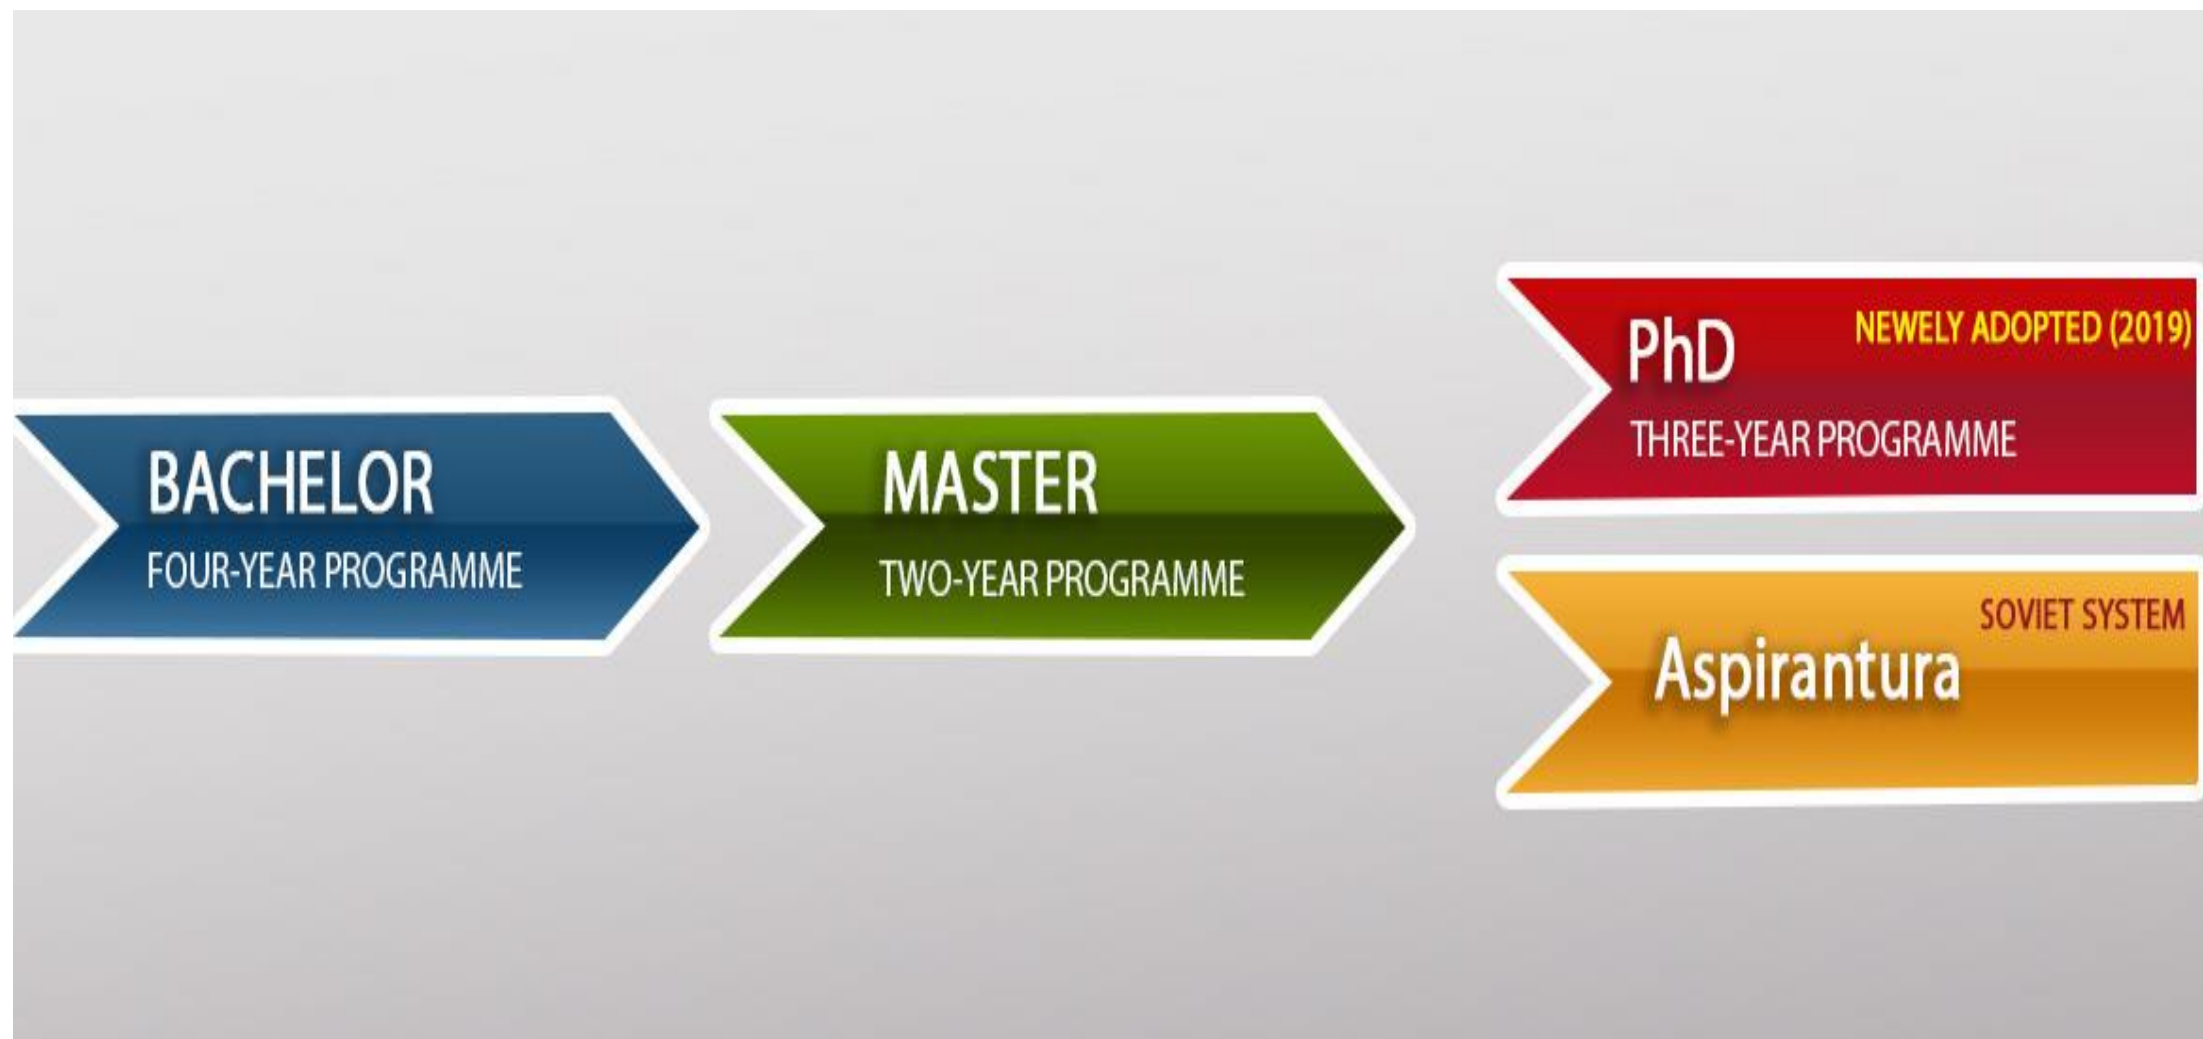 BACHELOR
FOUR-YEAR PROGRAMME
MASTER
TWO-YEAR PROGRAMME
PhD
NEWELY ADOPTED (2019)
THREE-YEAR PROGRAMME
SOVIET SYSTEM
Aspirantura